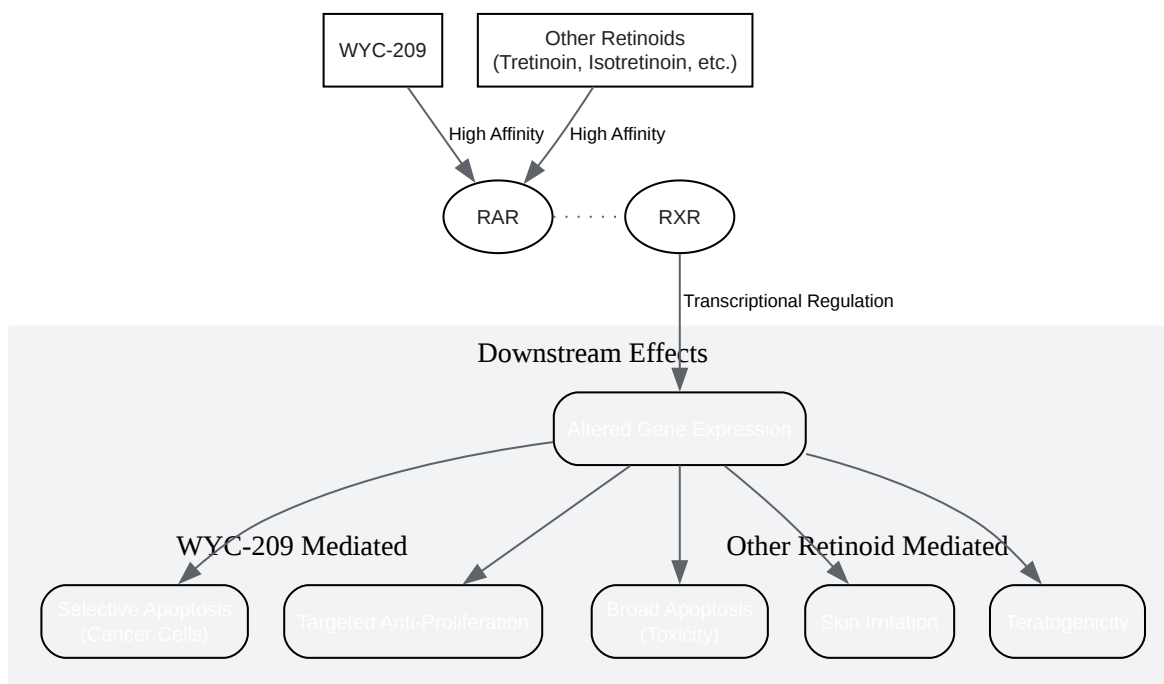 WYC-209
Other Retinoids
(Tretinoin, Isotretinoin, etc.)
High Affinity
High Affinity
RAR
RXR
Transcriptional Regulation
Downstream Effects
Altered Gene Expression
WYC-209 Mediated
Other Retinoid Mediated
Selective Apoptosis
(Cancer Cells)
Targeted Anti-Proliferation
Broad Apoptosis
(Toxicity)
Skin Irritation
Teratogenicity